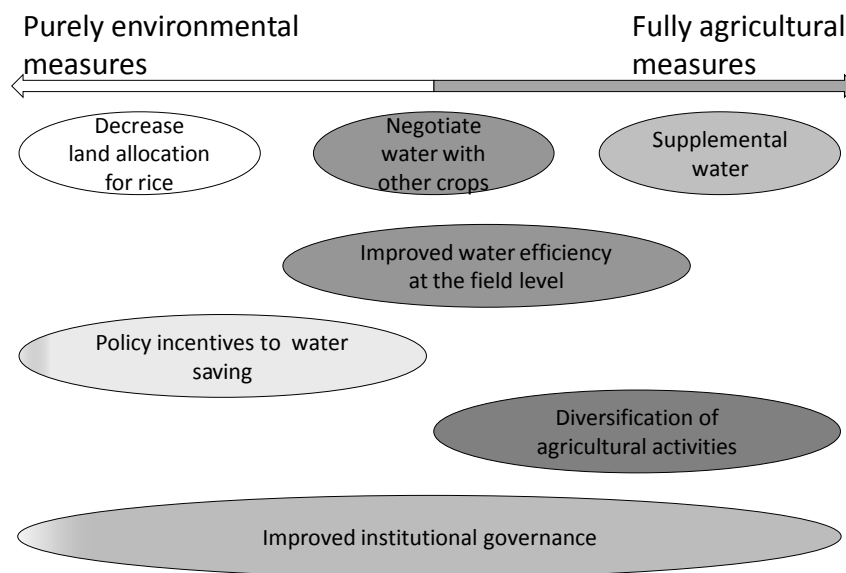 Purely environmental
measures
Fully agricultural
measures
Decrease
land allocation
for rice
Negotiate
water with
other crops
Supplemental
water
Improved water efficiency
at the field level
Policy incentives to  water
saving
Diversification of
agricultural activities
Improved institutional governance